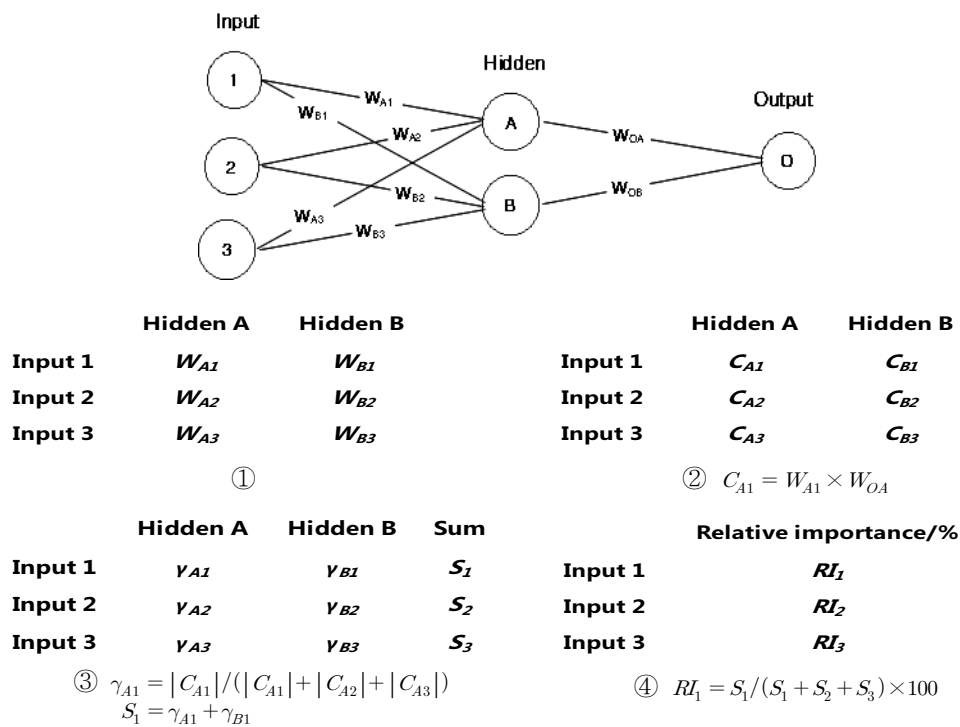 Input
Hidden
Output
1
2
3
A
B
O
W_A1
W_B1
W_A2
W_B2
W_A3
W_B3
W_OA
W_OB
Hidden A Hidden B
Input 1 W_A1 W_B1
Input 2 W_A2 W_B2
Input 3 W_A3 W_B3
①
Hidden A Hidden B
Input 1 C_A1 C_B1
Input 2 C_A2 C_B2
Input 3 C_A3 C_B3
② C_A1 = W_A1 × W_OA
Hidden A Hidden B Sum
Input 1 γ_A1 γ_B1 S_1
Input 2 γ_A2 γ_B2 S_2
Input 3 γ_A3 γ_B3 S_3
③ γ_A1 = |C_A1|/(|C_A1|+|C_A2|+|C_A3|)
S_1 = γ_A1 + γ_B1
Relative importance/%
Input 1 RI_1
Input 2 RI_2
Input 3 RI_3
④ RI_1 = S_1/(S_1+S_2+S_3)×100